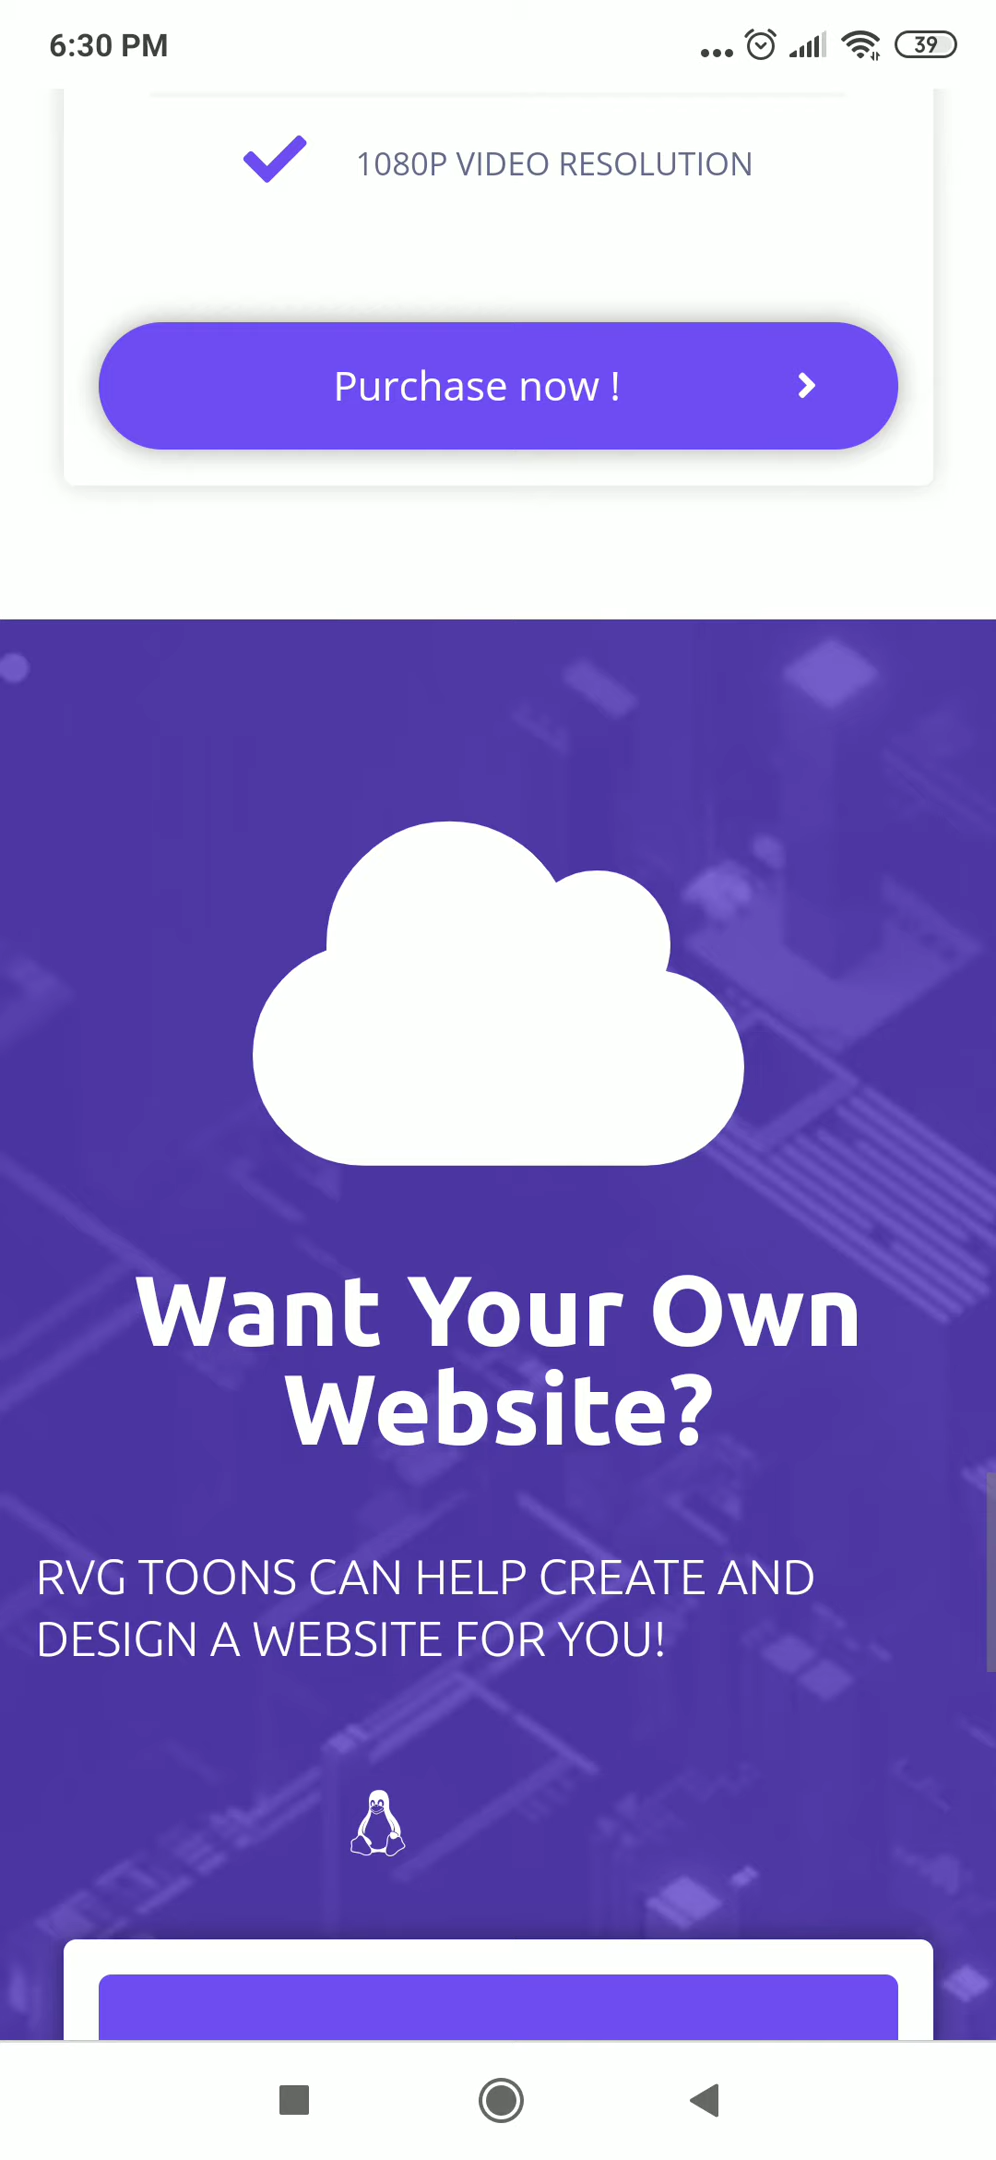 6:30 PM
39
1080P VIDEO RESOLUTION
Purchase now !
Want Your Own
Website?
RVG TOONS CAN HELP CREATE AND
DESIGN A WEBSITE FOR YOU!